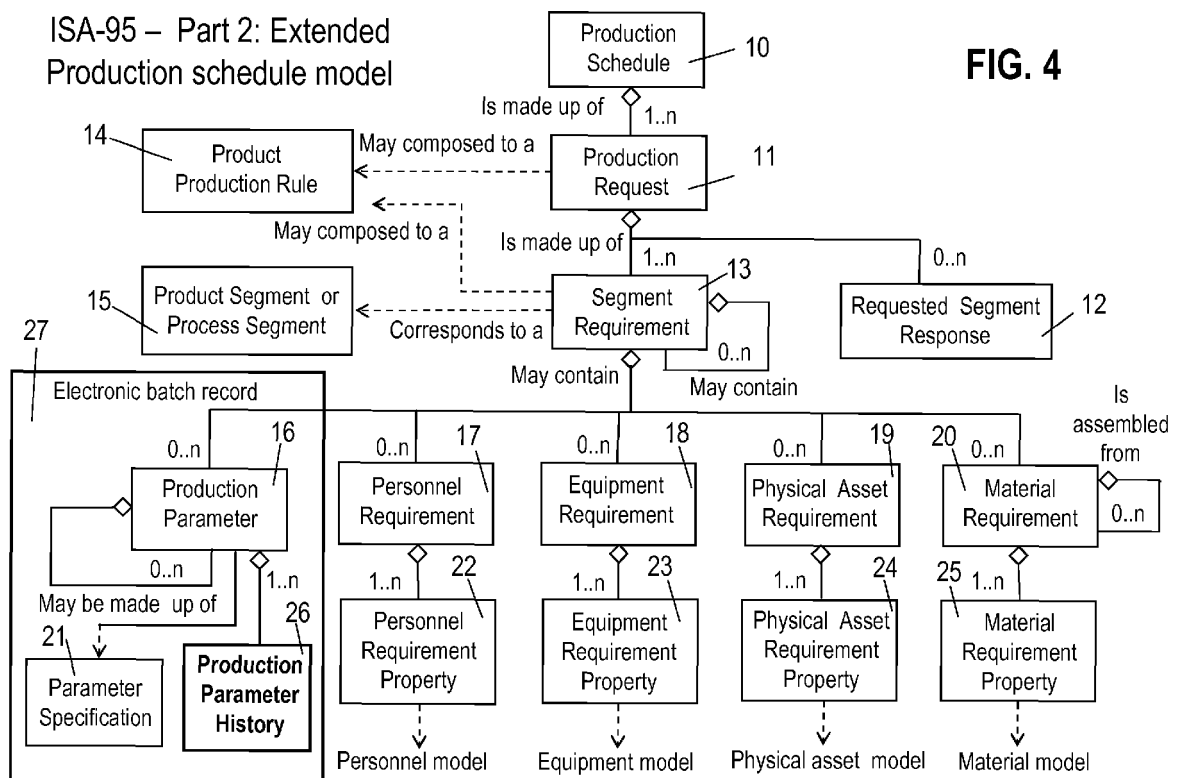 ISA-95 – Part 2: Extended
Production schedule model
FIG. 4
Production
Schedule
10
Is made up of
1..n
14
Product
Production Rule
May composed to a
Production
Request
11
May composed to a
Is made up of
1..n
0..n
13
15
Product Segment or
Process Segment
Corresponds to a
Segment
Requirement
0..n
May contain
Requested Segment
Response
12
May contain
27
Electronic batch record
Is
assembled
from
0..n
16
0..n
17
0..n
18
0..n
19
20
0..n
Production
Parameter
0..n
Personnel
Requirement
Equipment
Requirement
Physical Asset
Requirement
Material
Requirement
0..n
May be made up of
1..n
1..n
22
1..n
23
1..n
24
25
1..n
21
Parameter
Specification
26
Production
Parameter
History
Personnel
Requirement
Property
Equipment
Requirement
Property
Physical Asset
Requirement
Property
Material
Requirement
Property
Personnel model
Equipment model
Physical asset model
Material model